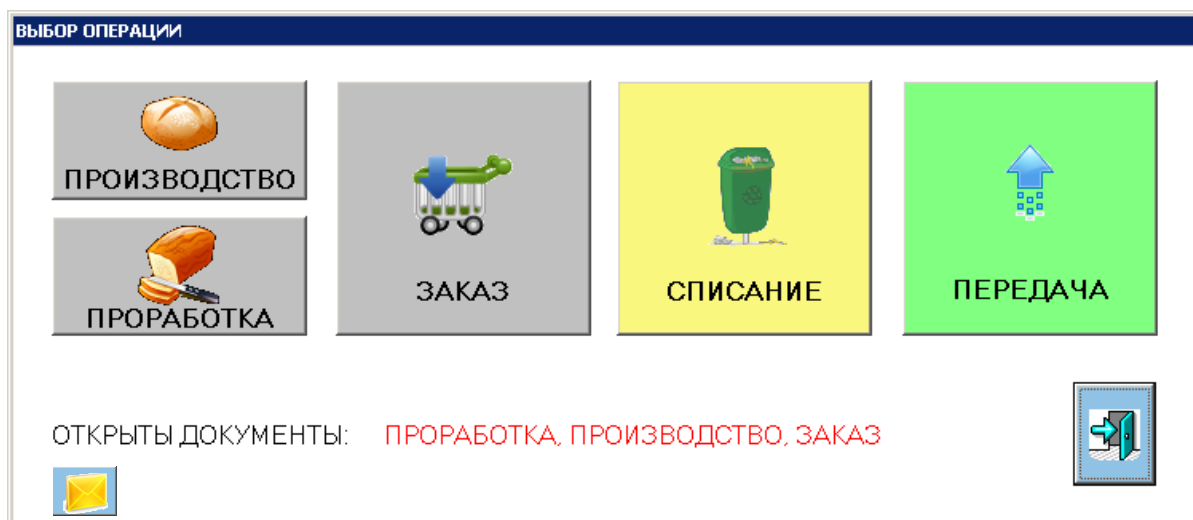 ВЫБОР ОПЕРАЦИИ
ПРОИЗВОДСТВО
ПРОРАБОТКА
ЗАКАЗ
СПИСАНИЕ
ПЕРЕДАЧА
ОТКРЫТЫ ДОКУМЕНТЫ: ПРОРАБОТКА, ПРОИЗВОДСТВО, ЗАКАЗ